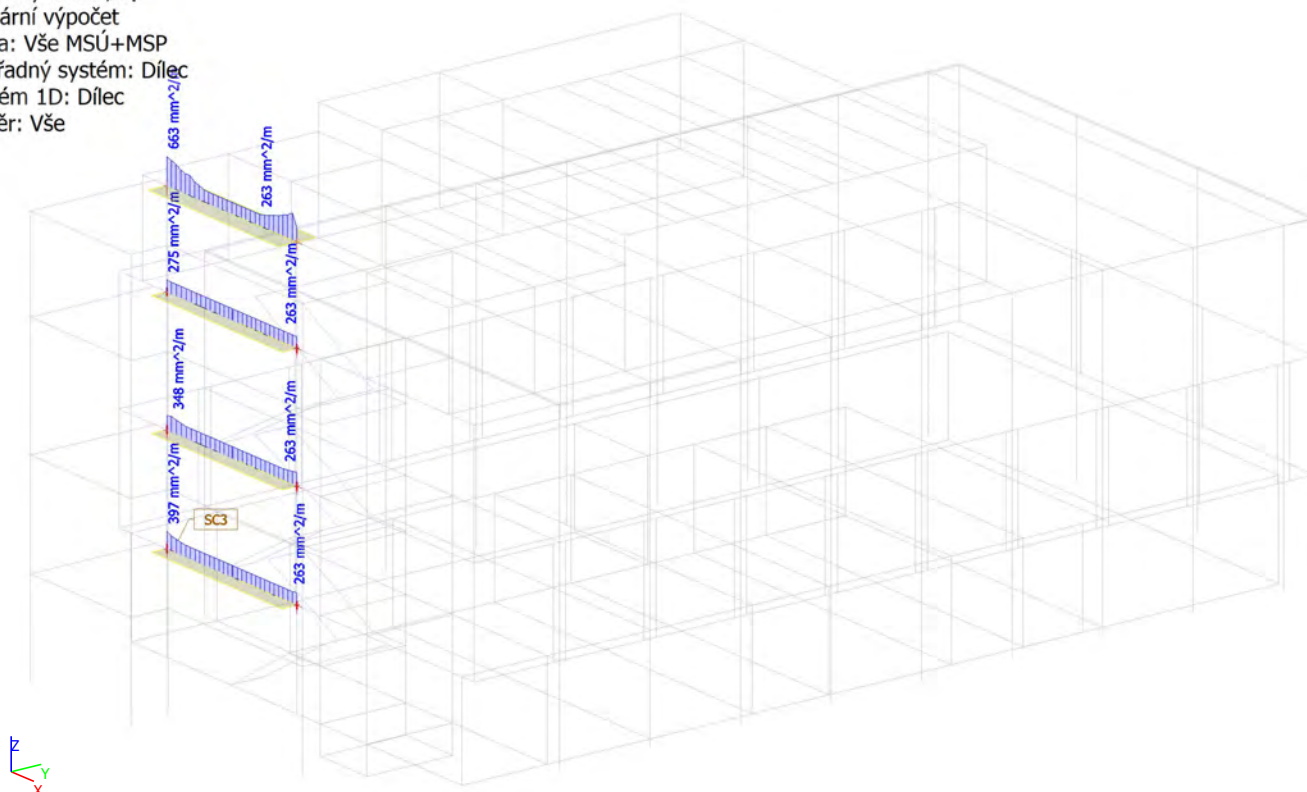 ární výpočet
a: Vše MSÚ+MSP
řadný systém: Dílec
ém 1D: Dílec
ěr: Vše
663 mm^2/m
263 mm^2/m
275 mm^2/m
263 mm^2/m
348 mm^2/m
263 mm^2/m
397 mm^2/m
SC3
263 mm^2/m
Z
Y
X